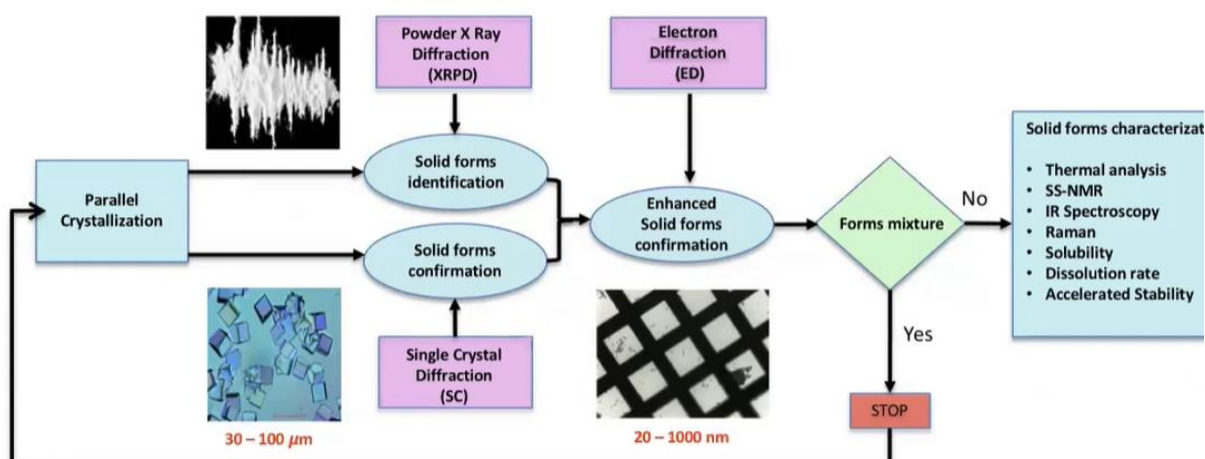 Powder X Ray
Diffraction
(XRPD)
Electron
Diffraction
(ED)
Solid forms
identification
Parallel
Crystallization
Solid forms
confirmation
Single Crystal
Diffraction
(SC)
30 – 100 µm
Enhanced
Solid forms
confirmation
20 – 1000 nm
Forms mixture
No
Yes
STOP
Solid forms characterizat
• Thermal analysis
• SS-NMR
• IR Spectroscopy
• Raman
• Solubility
• Dissolution rate
• Accelerated Stability